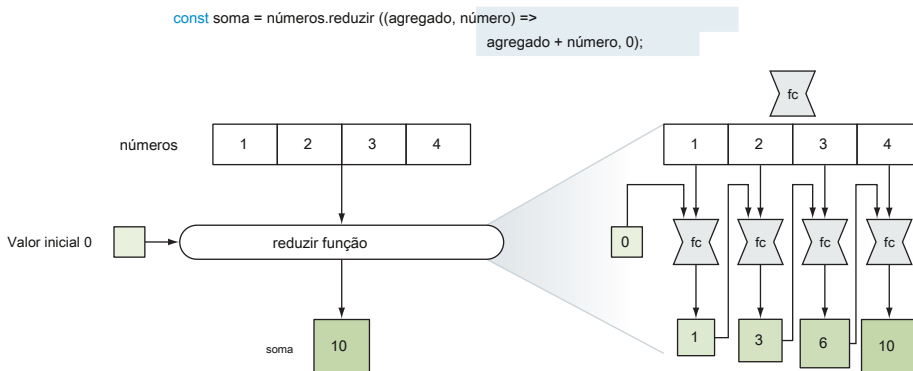 const soma = números.reduzir ((agregado, número) =>
agregado + número, 0);
fc
números 1 2 3 4
1 2 3 4
Valor inicial 0
reduzir função
0 fc fc fc fc
soma 10
1 3 6 10